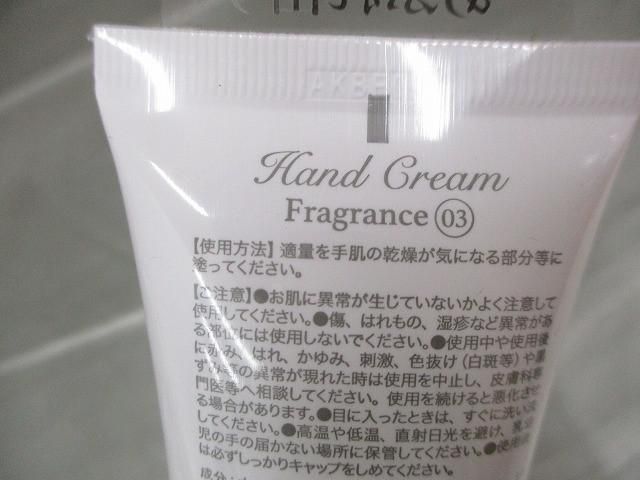 Hand Cream
Fragrance 03
【使用方法】適量を手肌の乾燥が気になる部分等に
塗ってください。
【ご注意】●お肌に異常が生じていないかよく注意して
使用してください。●傷、はれもの、湿疹など異常があ
る部位には使用しないでください。●使用中や使用後
に赤み、はれ、かゆみ、刺激、色抜け(白斑等)や黒
ずみ等の異常が現れた時は使用を中止し、皮膚科専
門医等へ相談してください。使用を続けると悪化させ
る場合があります。●目に入ったときは、すぐに洗い流
してください。●高温や低温、直射日光を避け、乳幼
児の手の届かない場所に保管してください。●使用後
は必ずしっかりキャップをしめてください。
成分: